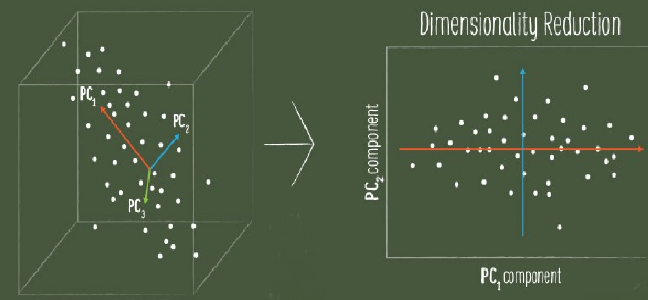 Dimensionality Reduction
PC1
PC2
PC3
PC2 component
PC1 component